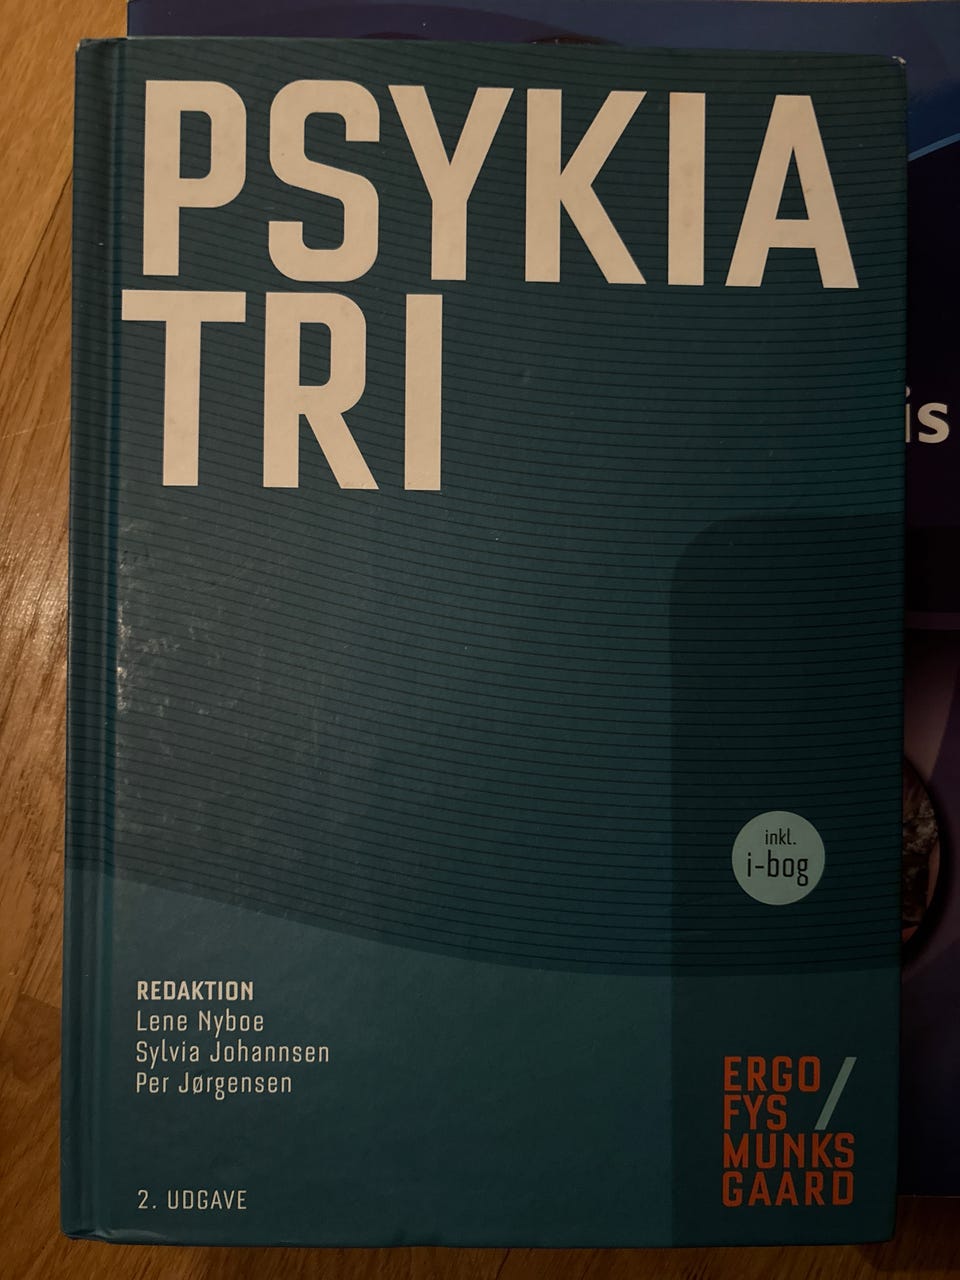 PSYKIA
TRI
is
inkl.
i-bog
REDAKTION
Lene Nyboe
Sylvia Johannsen
Per Jørgensen
ERGO/
FYS
MUNKS
GAARD
2. UDGAVE